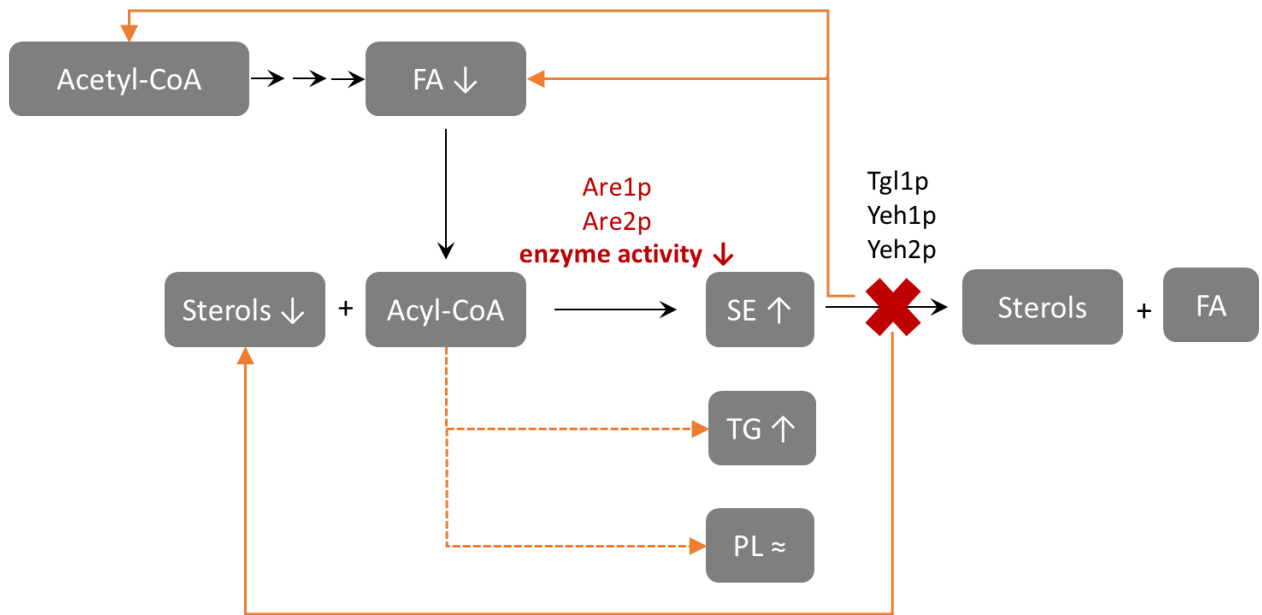 Acetyl-CoA
FA ↓
Are1p
Are2p
enzyme activity ↓
Tgl1p
Yeh1p
Yeh2p
Sterols ↓ + Acyl-CoA
SE ↑
Sterols + FA
TG ↑
PL ≈